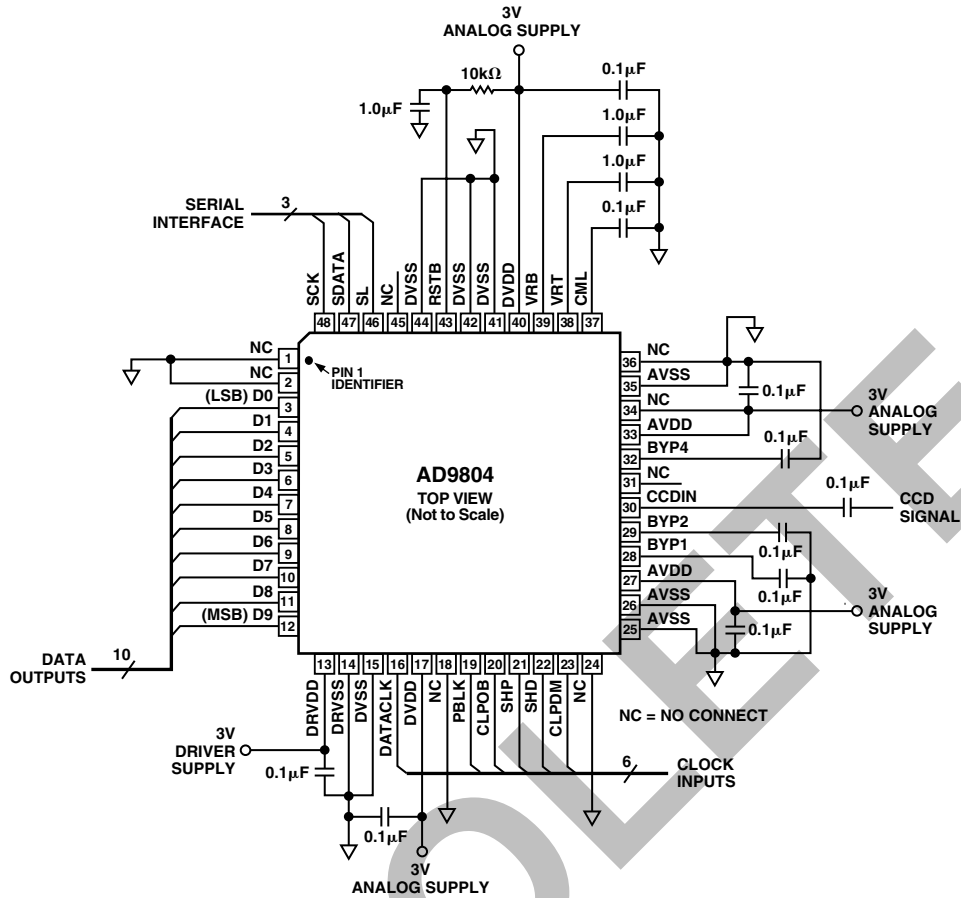 3V
ANALOG SUPPLY
10kΩ
0.1µF
1.0µF
1.0µF
1.0µF
0.1µF
SERIAL
INTERFACE
3
SCK
SDATA
SL
NC
DVSS
RSTB
DVSS
DVSS
DVDD
VRB
VRT
CML
48
47
46
45
44
43
42
41
40
39
38
37
NC 1
NC 2
(LSB) D0 3
D1 4
D2 5
D3 6
D4 7
D5 8
D6 9
D7 10
D8 11
(MSB) D9 12
PIN 1
IDENTIFIER
AD9804
TOP VIEW
(Not to Scale)
36 NC
35 AVSS
34 NC
33 AVDD
32 BYP4
31 NC
30 CCDIN
29 BYP2
28 BYP1
27 AVDD
26 AVSS
25 AVSS
0.1µF
3V
ANALOG
SUPPLY
0.1µF
0.1µF
CCD
SIGNAL
0.1µF
0.1µF
3V
ANALOG
SUPPLY
0.1µF
DATA
OUTPUTS
10
13
14
15
16
17
18
19
20
21
22
23
24
DRVDD
DRVSS
DVSS
DATACLK
DVDD
NC
PBLK
CLPOB
SHP
SHD
CLPDM
NC
NC = NO CONNECT
3V
DRIVER
SUPPLY
0.1µF
6
CLOCK
INPUTS
0.1µF
3V
ANALOG SUPPLY
OLETE